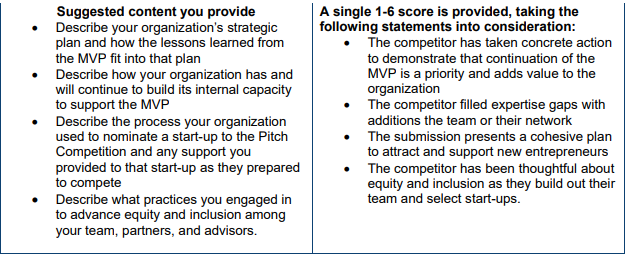 Suggested content you provide
• Describe your organization's strategic
plan and how the lessons learned from
the MVP fit into that plan
• Describe how your organization has and
will continue to build its internal capacity
to support the MVP
• Describe the process your organization
used to nominate a start-up to the Pitch
Competition and any support you
provided to that start-up as they prepared
to compete
• Describe what practices you engaged in
to advance equity and inclusion among
your team, partners, and advisors.
A single 1-6 score is provided, taking the
following statements into consideration:
• The competitor has taken concrete action
to demonstrate that continuation of the
MVP is a priority and adds value to the
organization
• The competitor filled expertise gaps with
additions the team or their network
• The submission presents a cohesive plan
to attract and support new entrepreneurs
• The competitor has been thoughtful about
equity and inclusion as they build out their
team and select start-ups.